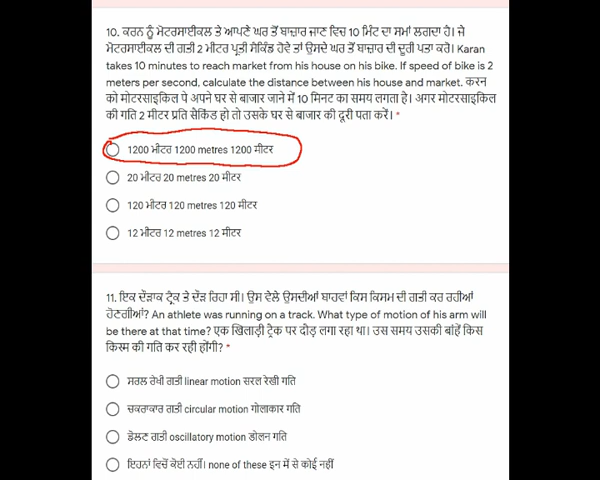 10. ਕਰਨ ਨੂੰ ਮੋਟਰਸਾਈਕਲ ਤੇ ਆਪਣੇ ਘਰ ਤੋਂ ਬਾਜ਼ਾਰ ਜਾਣ ਵਿਚ 10 ਮਿੰਟ ਦਾ ਸਮਾਂ ਲਗਦਾ ਹੈ। ਜੇ
ਮੋਟਰਸਾਈਕਲ ਦੀ ਗਤੀ 2 ਮੀਟਰ ਪ੍ਰਤੀ ਸੈਕਿੰਡ ਹੋਵੇ ਤਾਂ ਉਸਦੇ ਘਰ ਤੋਂ ਬਾਜ਼ਾਰ ਦੀ ਦੂਰੀ ਪਤਾ ਕਰੋ। Karan
takes 10 minutes to reach market from his house on his bike. If speed of bike is 2
meters per second, calculate the distance between his house and market. करन
को मोटरसाइकिल पे अपने घर से बाजार जाने में 10 मिनट का समय लगता है। अगर मोटरसाइकिल
की गति 2 मीटर प्रति सेकिंड हो तो उसके घर से बाजार की दूरी पता करें। *
1200 ਮੀਟਰ 1200 metres 1200 मीटर
20 ਮੀਟਰ 20 metres 20 मीटर
120 ਮੀਟਰ 120 metres 120 मीटर
12 ਮੀਟਰ 12 metres 12 मीटर
11. ਇਕ ਦੌੜਾਕ ਟ੍ਰੈਕ ਤੇ ਦੌੜ ਰਿਹਾ ਸੀ। ਉਸ ਵੇਲੇ ਉਸਦੀਆਂ ਬਾਹਵਾਂ ਕਿਸ ਕਿਸਮ ਦੀ ਗਤੀ ਕਰ ਰਹੀਆਂ
ਹੋਣਗੀਆਂ? An athlete was running on a track. What type of motion of his arm will
be there at that time? एक खिलाड़ी ट्रैक पर दौड़ लगा रहा था। उस समय उसकी बांहें किस
किस्म की गति कर रही होंगी? *
ਸਰਲ ਰੇਖੀ ਗਤੀ linear motion सरल रेखी गति
ਚਕਰਾਕਾਰ ਗਤੀ circular motion गोलाकार गति
ਡੋਲਣ ਗਤੀ oscillatory motion डोलन गति
ਇਹਨਾਂ ਵਿਚੋਂ ਕੋਈ ਨਹੀਂ। none of these इन में से कोई नहीं